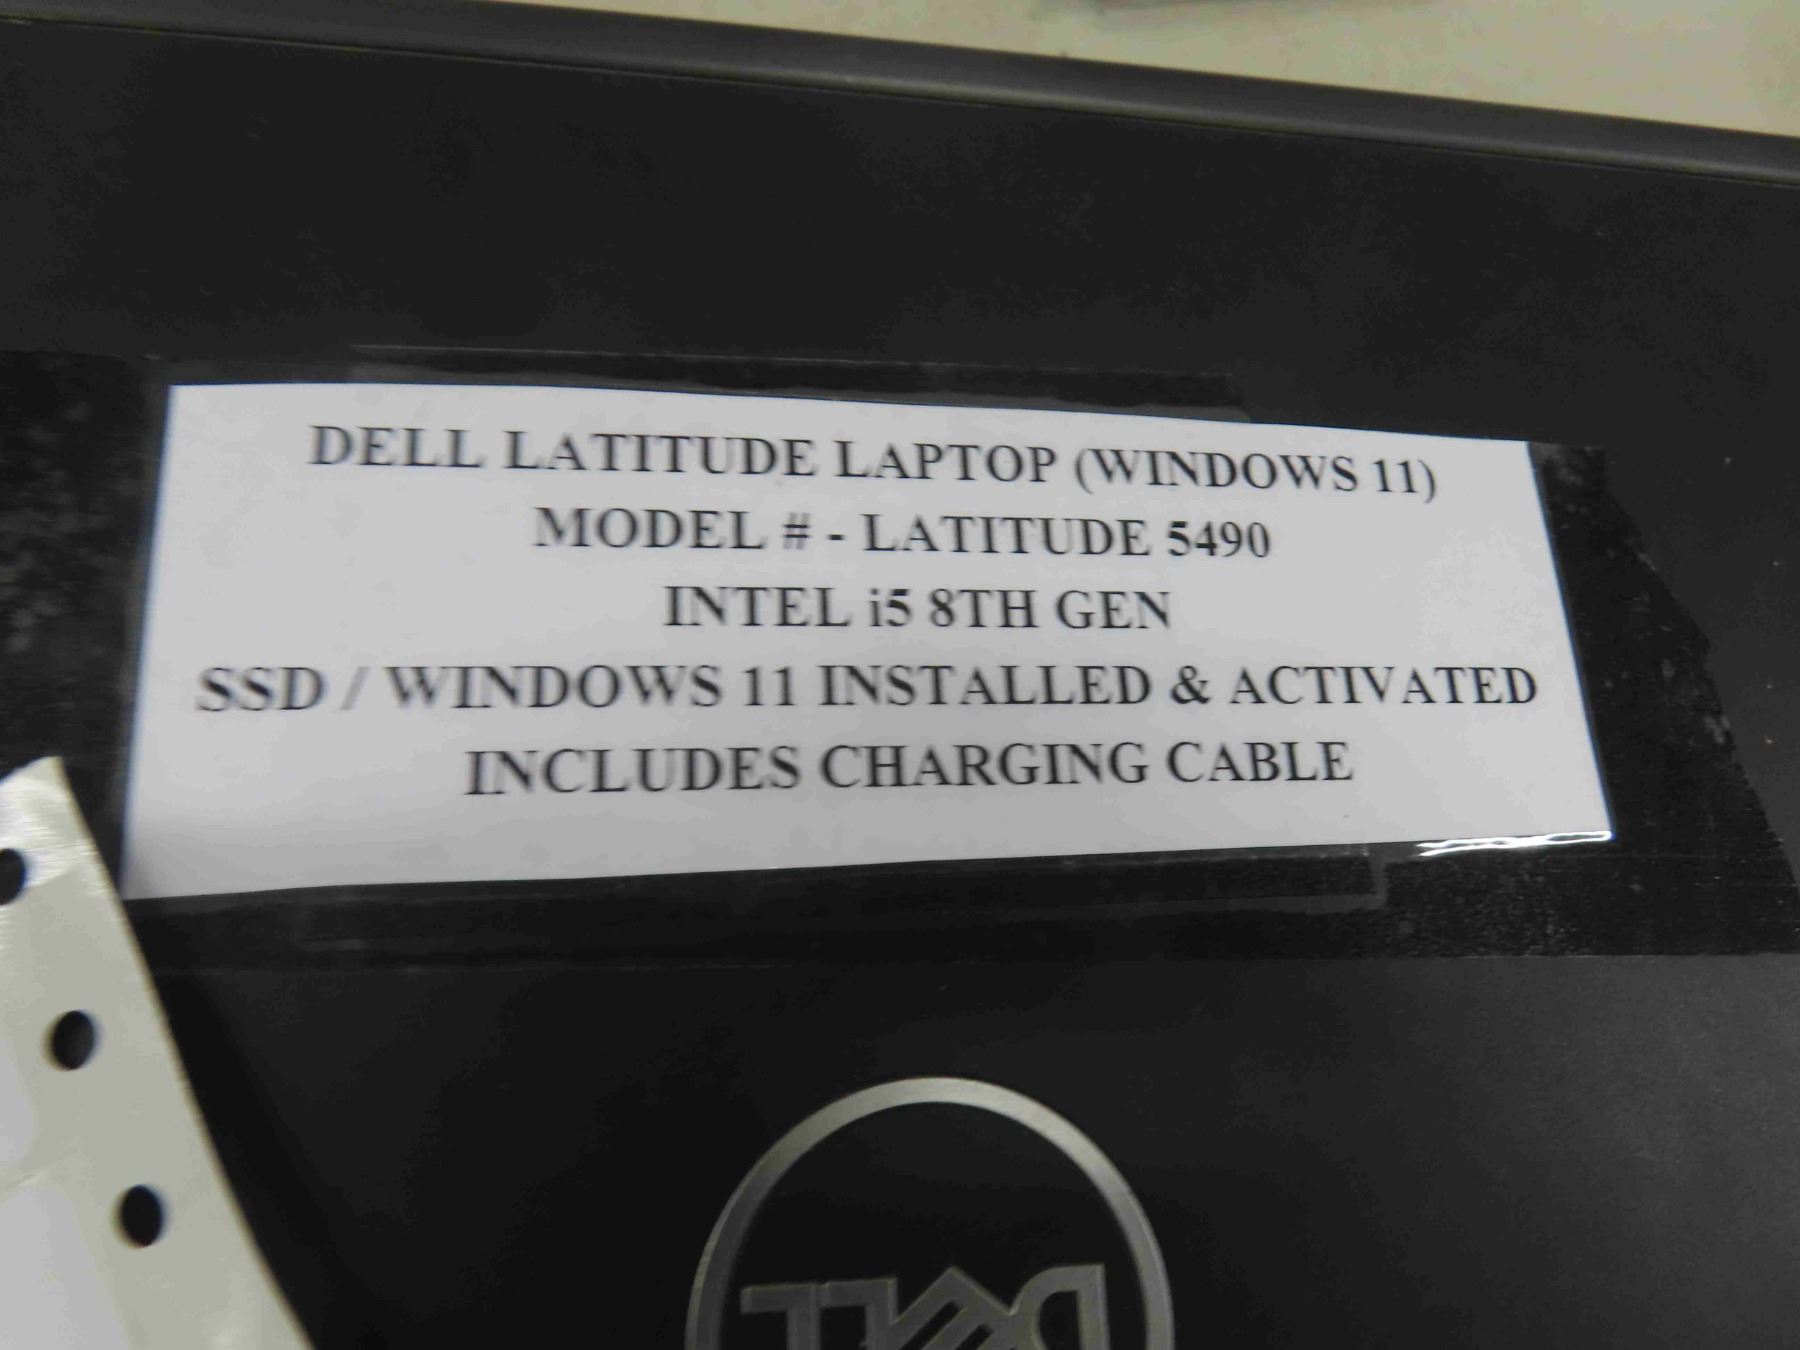 DELL LATITUDE LAPTOP (WINDOWS 11)
MODEL # - LATITUDE 5490
INTEL i5 8TH GEN
SSD / WINDOWS 11 INSTALLED & ACTIVATED
INCLUDES CHARGING CABLE
DELL